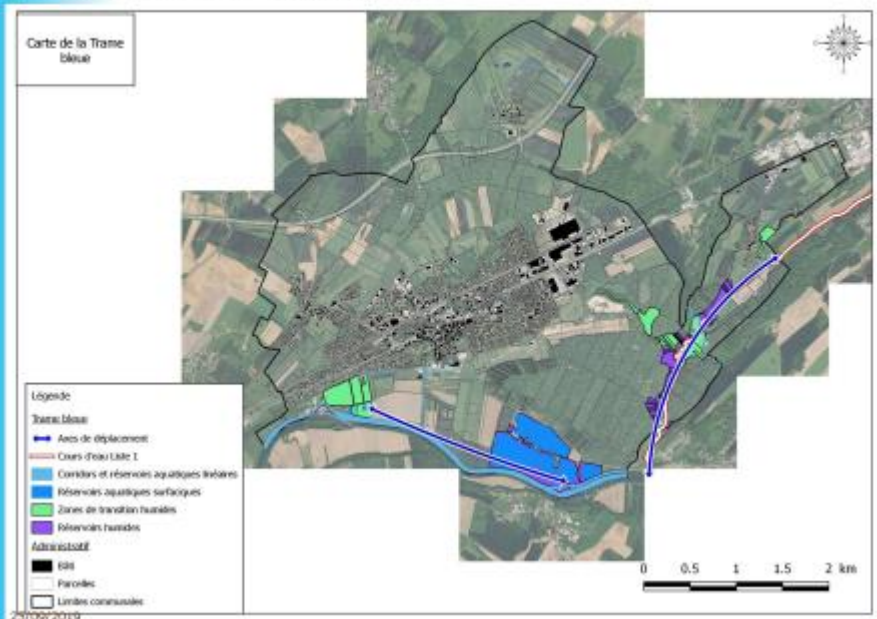 Carte de la Trame
bleue
Légende
Trame bleue
Axes de déplacement
Cours d'eau Liste 1
Corridors et réservoirs aquatiques linéaires
Réservoirs aquatiques surfaciques
Zones de transition humides
Réservoirs humides
Administratif
Bâti
Parcelles
Limites communales
0 0.5 1 1.5 2 km